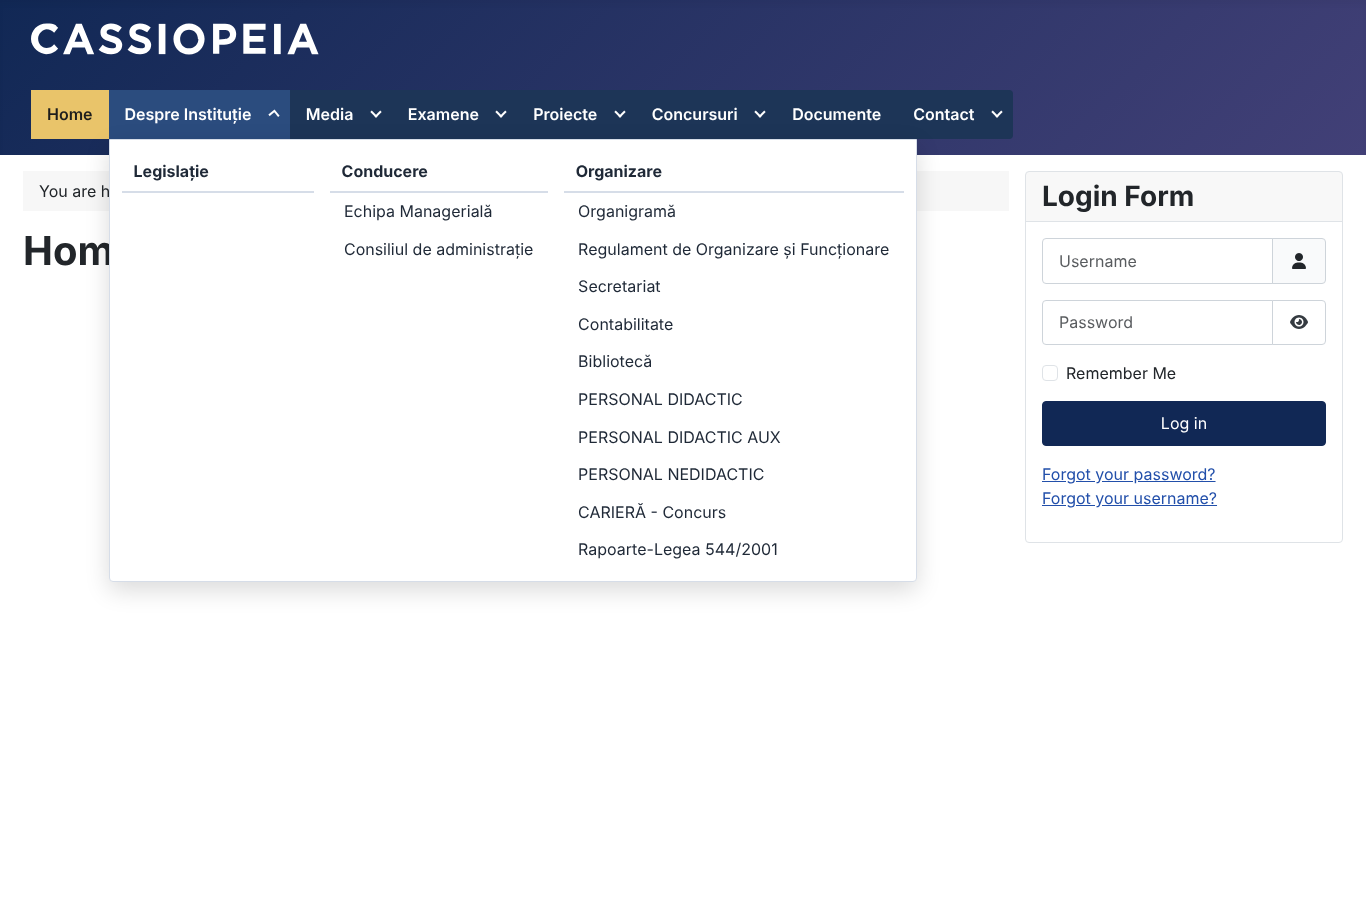 CASSIOPEIA
Home Despre Instituție Media Examene Proiecte Concursuri Documente Contact
You are h
Hom
Legislație
Conducere
Echipa Managerială
Consiliul de administrație
Organizare
Organigramă
Regulament de Organizare și Funcționare
Secretariat
Contabilitate
Bibliotecă
PERSONAL DIDACTIC
PERSONAL DIDACTIC AUX
PERSONAL NEDIDACTIC
CARIERĂ - Concurs
Rapoarte-Legea 544/2001
Login Form
Username
Password
Remember Me
Log in
Forgot your password?
Forgot your username?